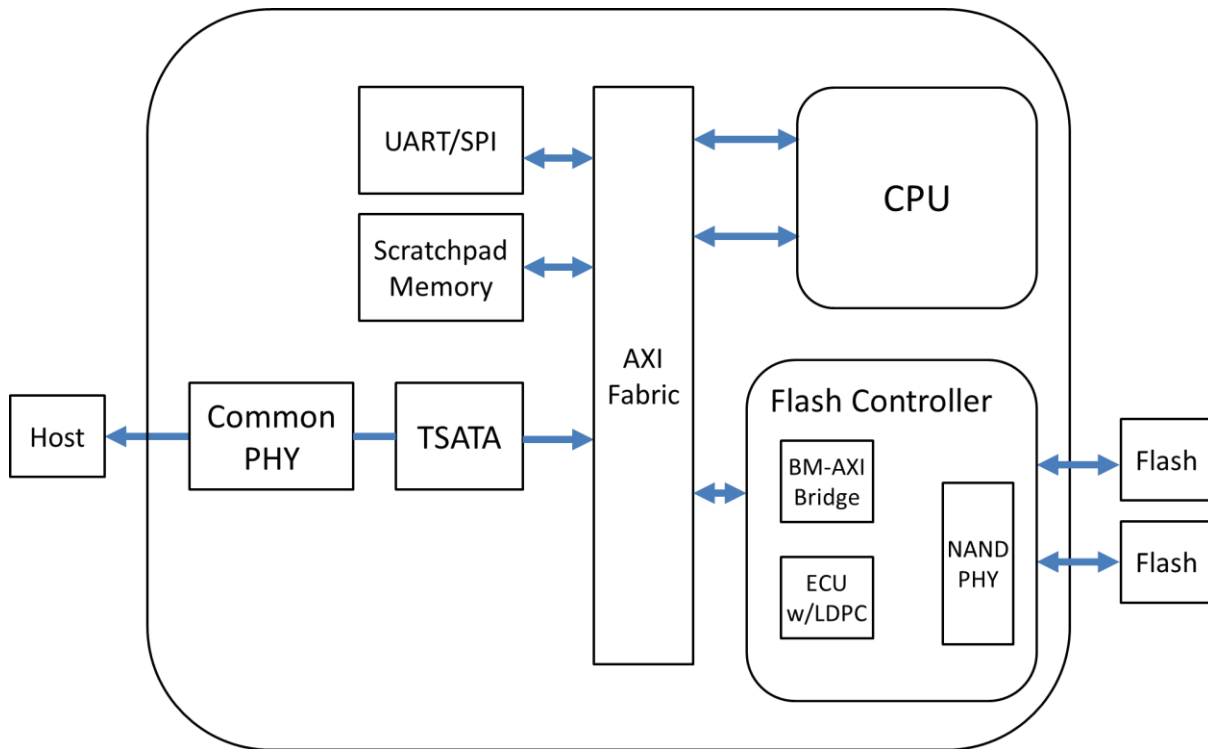 UART/SPI
Scratchpad
Memory
Host
Common
PHY
TSATA
AXI
Fabric
CPU
Flash Controller
BM-AXI
Bridge
ECU
w/LDPC
NAND
PHY
Flash
Flash